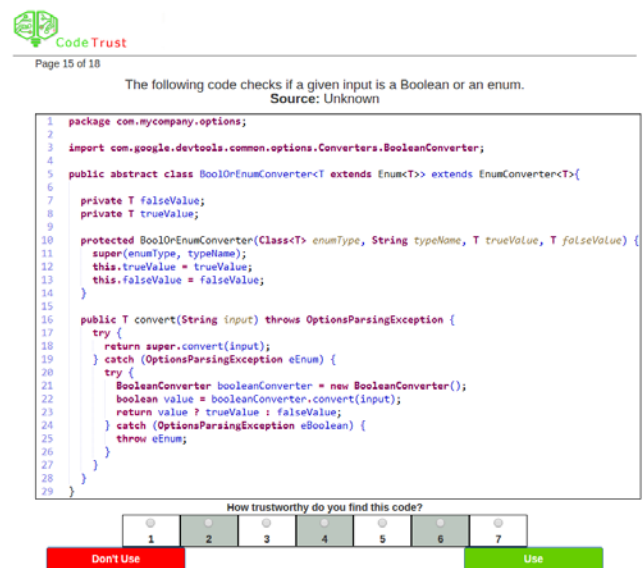 CodeTrust
Page 15 of 18
The following code checks if a given input is a Boolean or an enum.
Source: Unknown
1 package com.mycompany.options;
2
3 import com.google.devtools.common.options.Converters.BooleanConverter;
4
5 public abstract class BoolOrEnumConverter<T extends Enum<T>> extends EnumConverter<T>{
6
7 private T falseValue;
8 private T trueValue;
9
10 protected BoolOrEnumConverter(Class<T> enumType, String typeName, T trueValue, T falseValue) {
11 super(enumType, typeName);
12 this.trueValue = trueValue;
13 this.falseValue = falseValue;
14 }
15
16 public T convert(String input) throws OptionsParsingException {
17 try {
18 return super.convert(input);
19 } catch (OptionsParsingException eEnum) {
20 try {
21 BooleanConverter booleanConverter = new BooleanConverter();
22 boolean value = booleanConverter.convert(input);
23 return value ? trueValue : falseValue;
24 } catch (OptionsParsingException eBoolean) {
25 throw eEnum;
26 }
27 }
28 }
29 }
How trustworthy do you find this code?
1 2 3 4 5 6 7
Don't Use Use